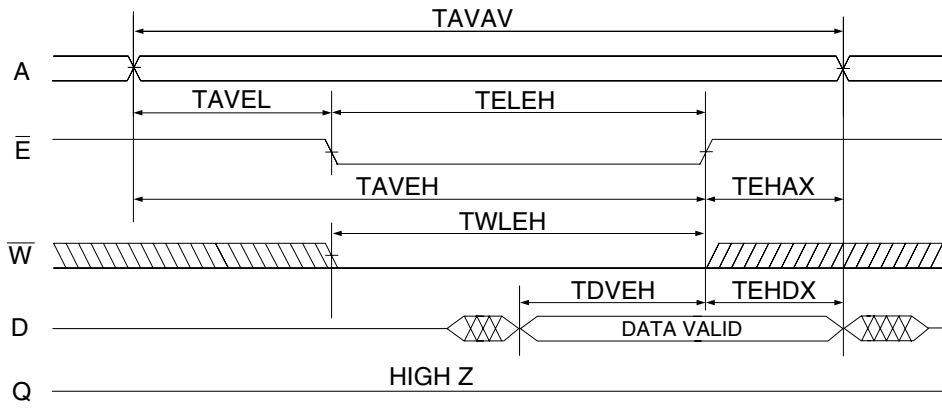 TAVAV
A
TAVEL TELEH
E̅
TAVEH TEHAX
TWLEH
W̅
TDVEH TEHDX
D DATA VALID
HIGH Z
Q